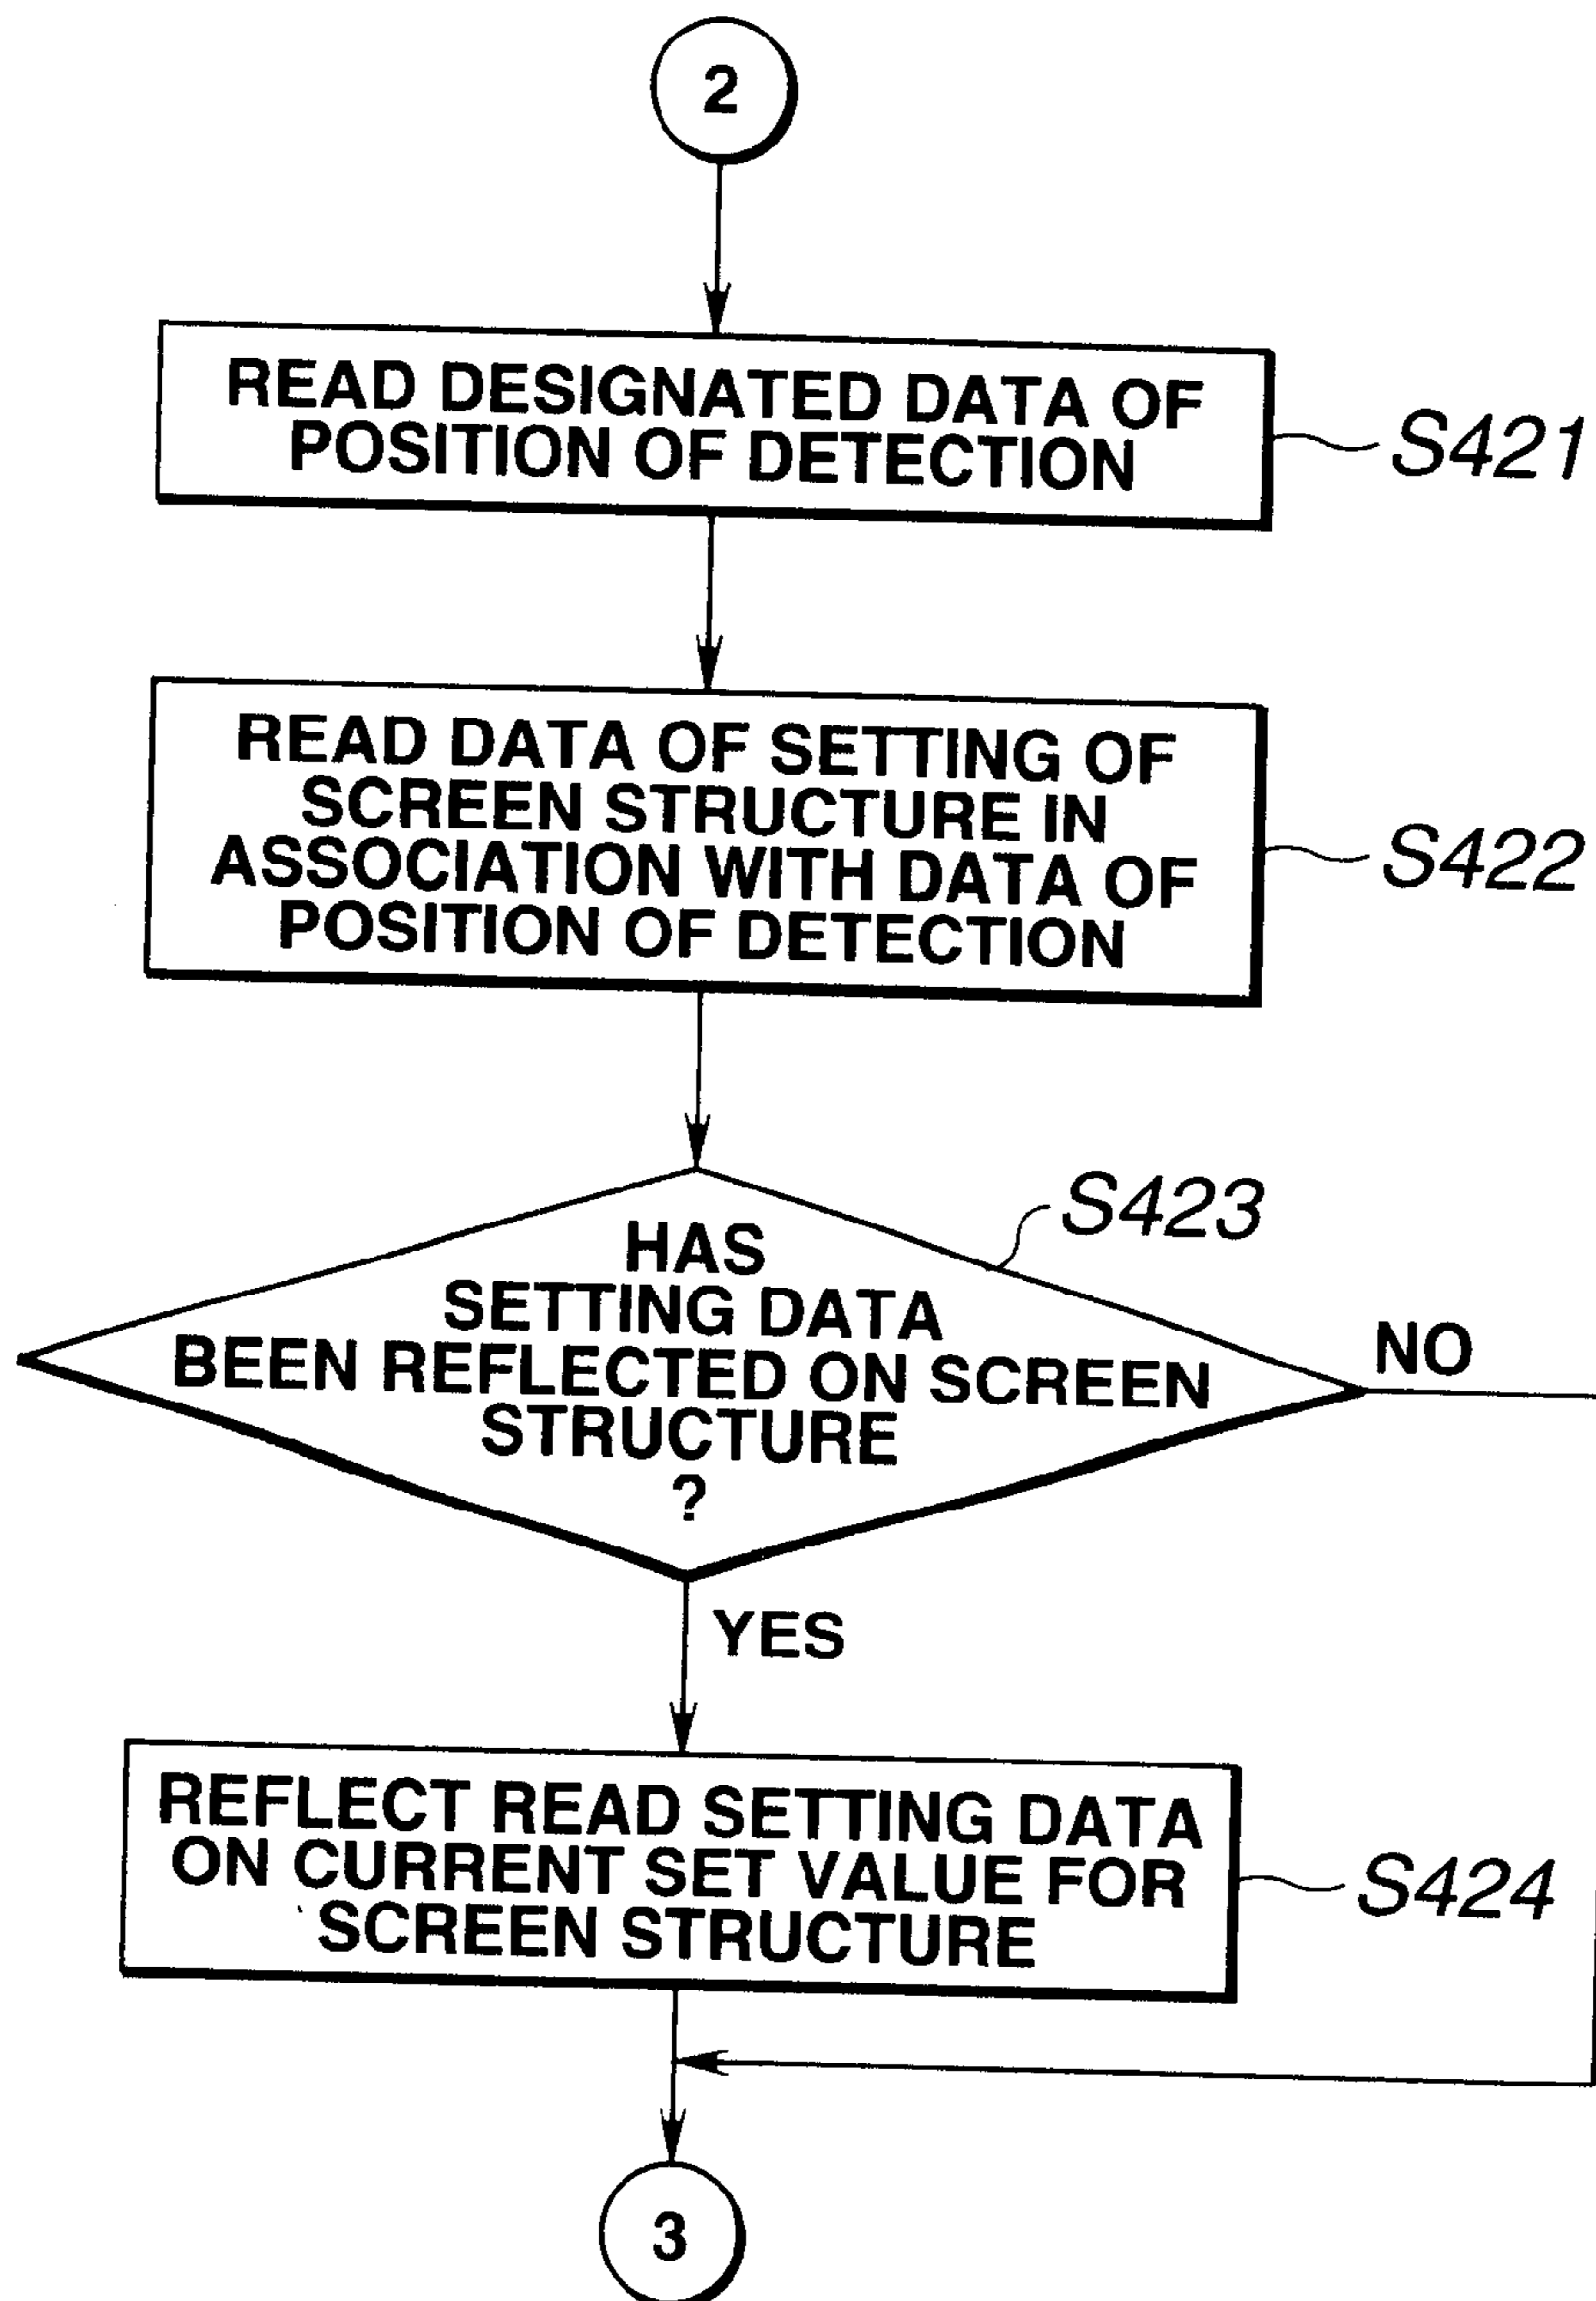 2
READ DESIGNATED DATA OF
POSITION OF DETECTION
S421
READ DATA OF SETTING OF
SCREEN STRUCTURE IN
ASSOCIATION WITH DATA OF
POSITION OF DETECTION
S422
S423
HAS
SETTING DATA
BEEN REFLECTED ON SCREEN
STRUCTURE
?
NO
YES
REFLECT READ SETTING DATA
ON CURRENT SET VALUE FOR
SCREEN STRUCTURE
S424
3